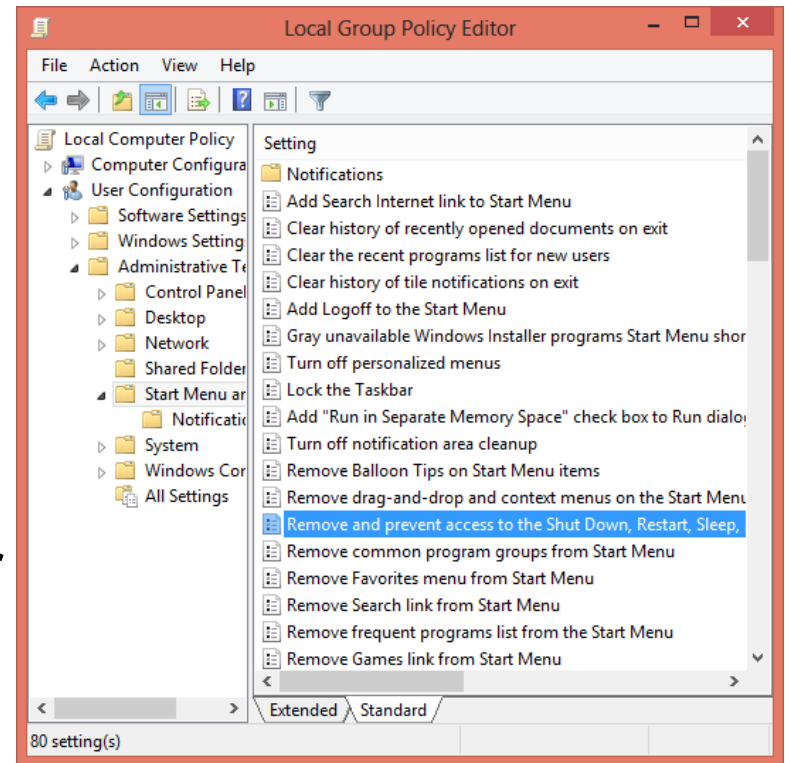 Local Group Policy Editor
File Action View Help
Local Computer Policy
Computer Configura
User Configuration
Software Settings
Windows Setting
Administrative Te
Control Panel
Desktop
Network
Shared Folder
Start Menu ar
Notificatic
System
Windows Cor
All Settings
Setting
Notifications
Add Search Internet link to Start Menu
Clear history of recently opened documents on exit
Clear the recent programs list for new users
Clear history of tile notifications on exit
Add Logoff to the Start Menu
Gray unavailable Windows Installer programs Start Menu shor
Turn off personalized menus
Lock the Taskbar
Add "Run in Separate Memory Space" check box to Run dialo
Turn off notification area cleanup
Remove Balloon Tips on Start Menu items
Remove drag-and-drop and context menus on the Start Menu
Remove and prevent access to the Shut Down, Restart, Sleep,
Remove common program groups from Start Menu
Remove Favorites menu from Start Menu
Remove Search link from Start Menu
Remove frequent programs list from the Start Menu
Remove Games link from Start Menu
Extended Standard
80 setting(s)